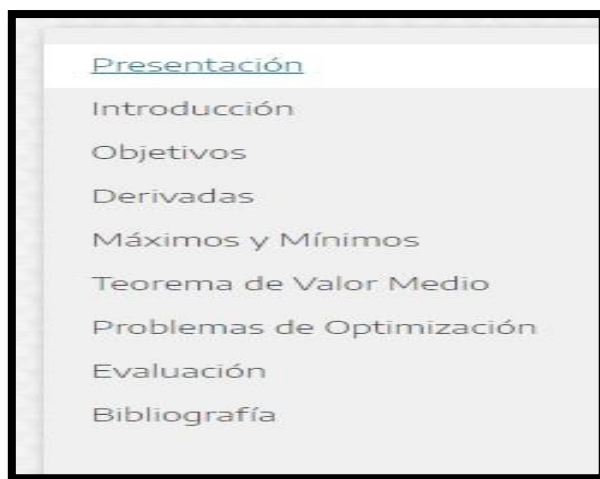 Presentación
Introducción
Objetivos
Derivadas
Máximos y Mínimos
Teorema de Valor Medio
Problemas de Optimización
Evaluación
Bibliografía